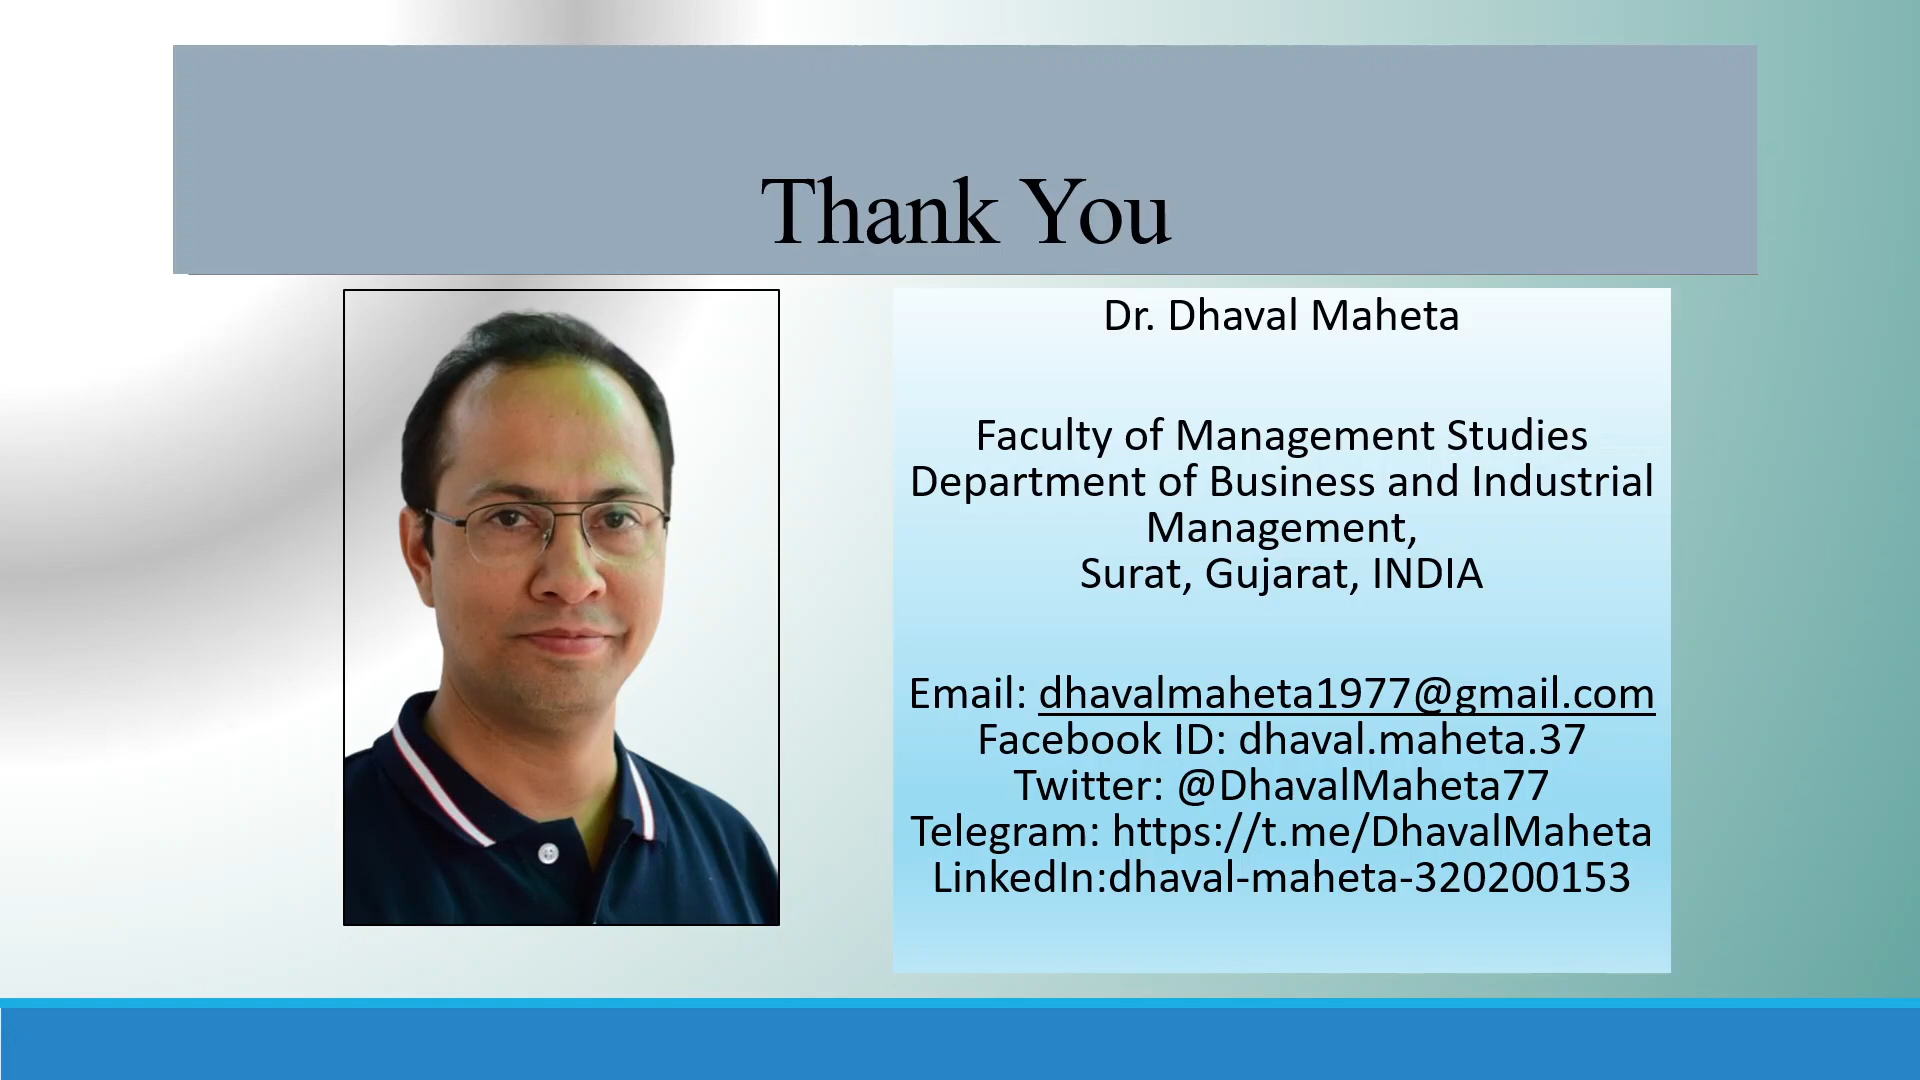 Thank You
Dr. Dhaval Maheta
Faculty of Management Studies
Department of Business and Industrial
Management,
Surat, Gujarat, INDIA
Email: dhavalmaheta1977@gmail.com
Facebook ID: dhaval.maheta.37
Twitter: @DhavalMaheta77
Telegram: https://t.me/DhavalMaheta
LinkedIn:dhaval-maheta-320200153